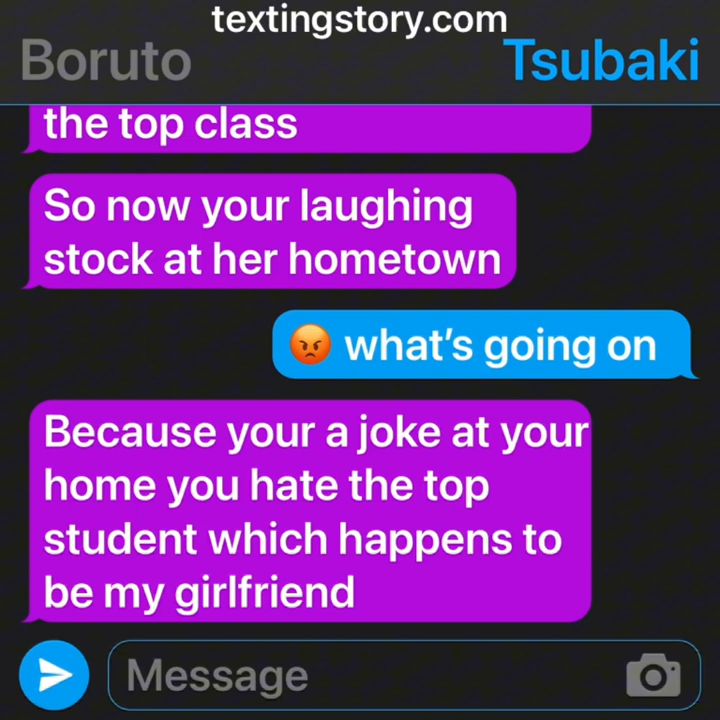 textingstory.com
Boruto
Tsubaki
the top class
So now your laughing
stock at her hometown
😡 what's going on
Because your a joke at your
home you hate the top
student which happens to
be my girlfriend
Message